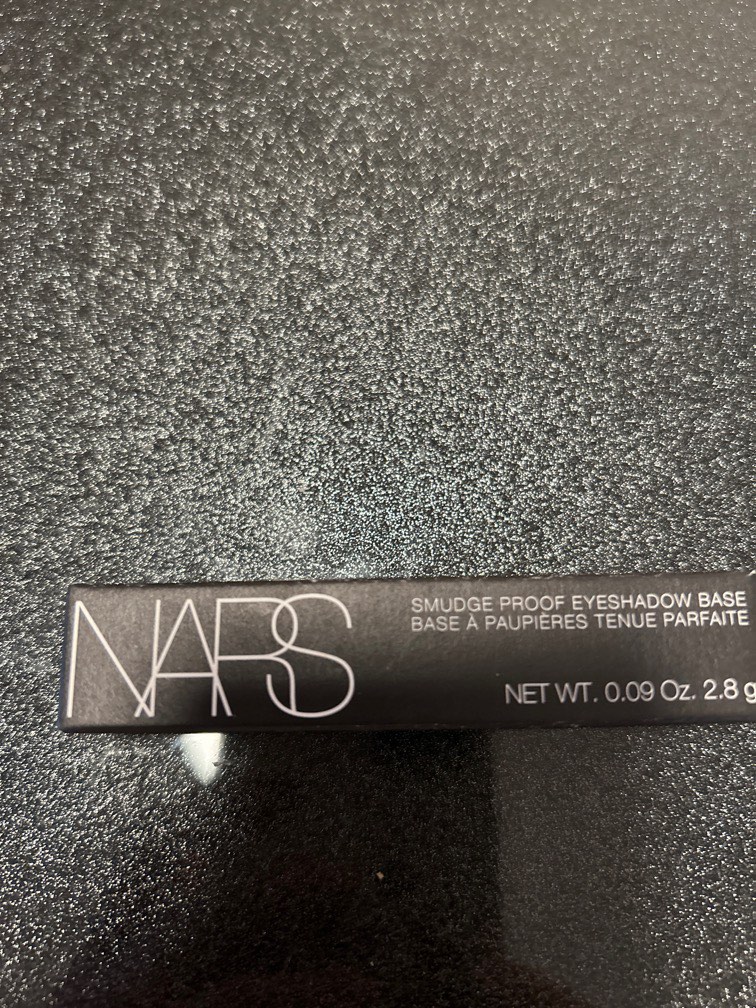 NARS
SMUDGE PROOF EYESHADOW BASE
BASE À PAUPIÈRES TENUE PARFAITE
NET WT. 0.09 Oz. 2.8 g